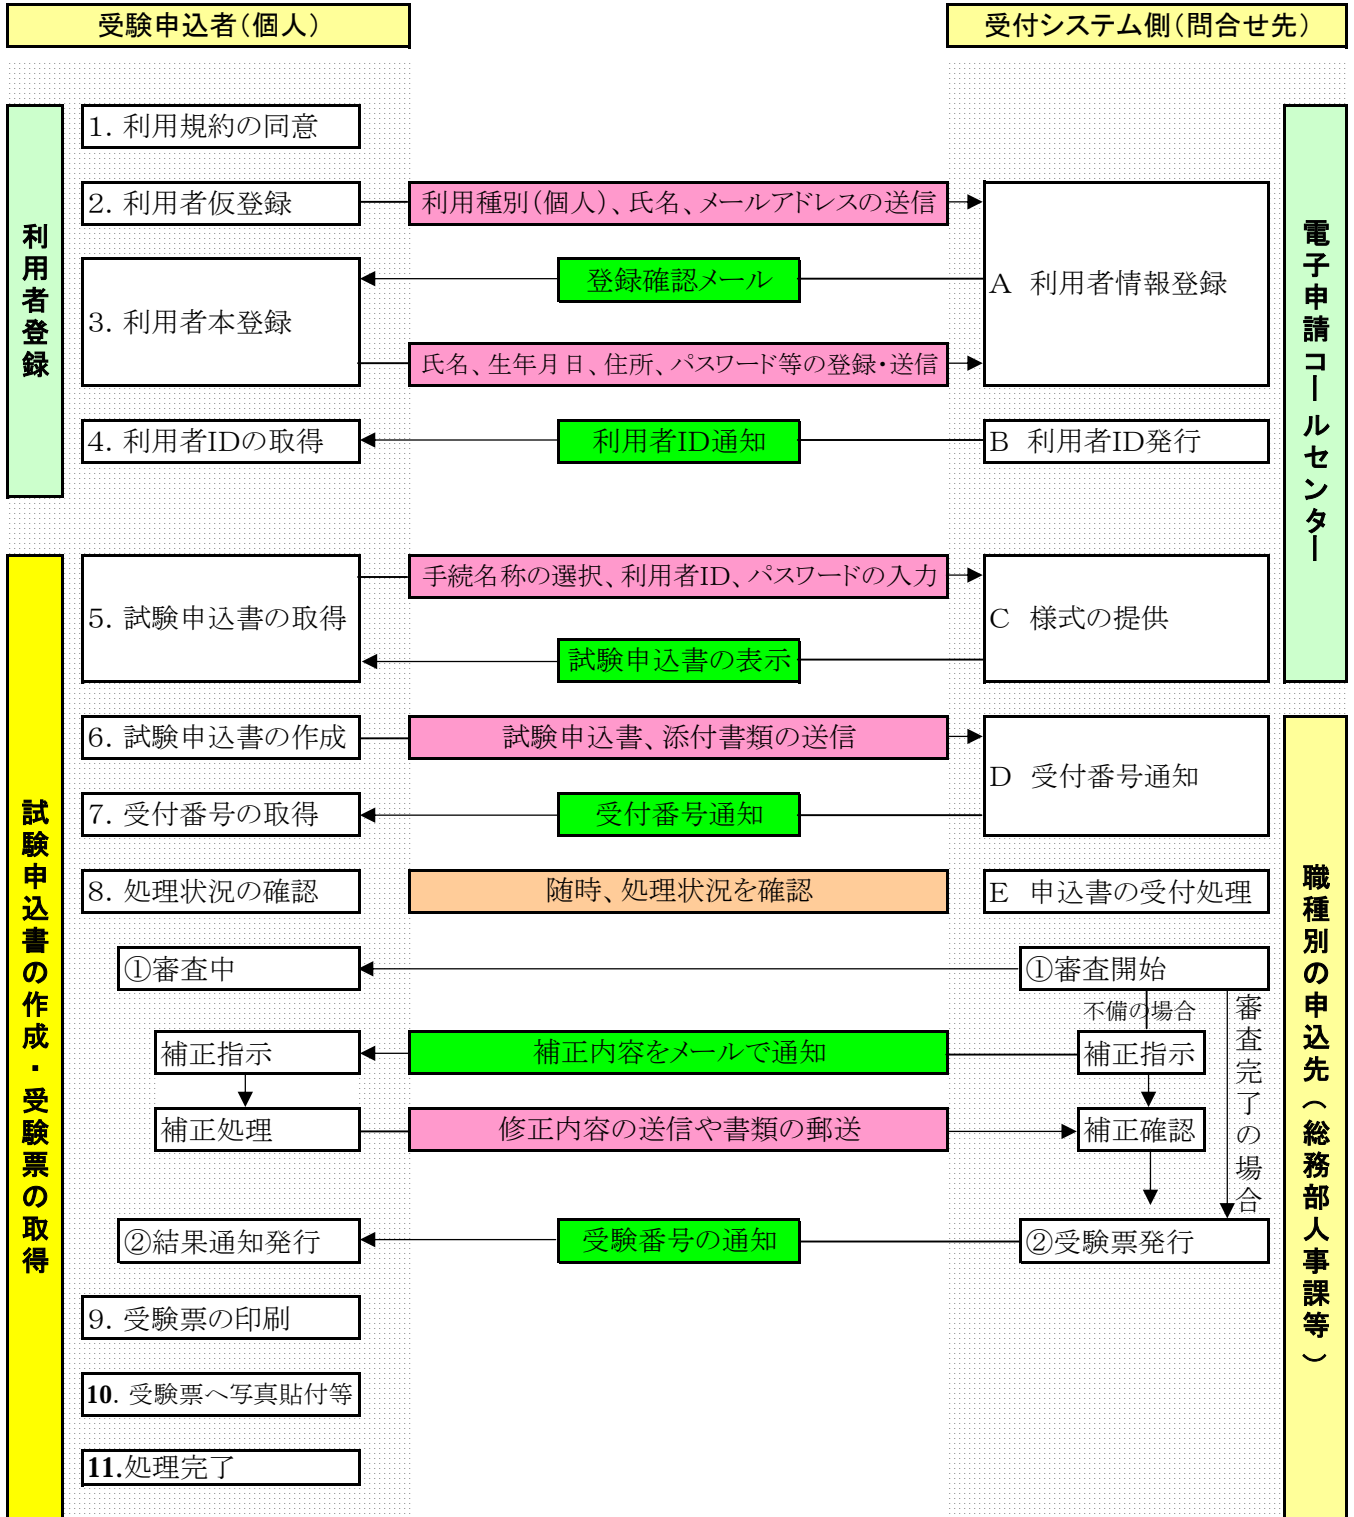 受験申込者（個人）
受付システム側（問合せ先）
利用者登録
電子申請コールセンター
1．利用規約の同意
2．利用者仮登録
利用種別（個人）、氏名、メールアドレスの送信
登録確認メール
A　利用者情報登録
3．利用者本登録
氏名、生年月日、住所、パスワード等の登録・送信
4．利用者IDの取得
利用者ID通知
B　利用者ID発行
試験申込書の作成・受験票の取得
職種別の申込先（総務部人事課等）
手続名称の選択、利用者ID、パスワードの入力
5．試験申込書の取得
C　様式の提供
試験申込書の表示
6．試験申込書の作成
試験申込書、添付書類の送信
D　受付番号通知
7．受付番号の取得
受付番号通知
8．処理状況の確認
随時、処理状況を確認
E　申込書の受付処理
①審査中
①審査開始
不備の場合
審査完了の場合
補正指示
補正内容をメールで通知
補正指示
補正処理
修正内容の送信や書類の郵送
補正確認
②結果通知発行
受験番号の通知
②受験票発行
9．受験票の印刷
10．受験票へ写真貼付等
11.処理完了